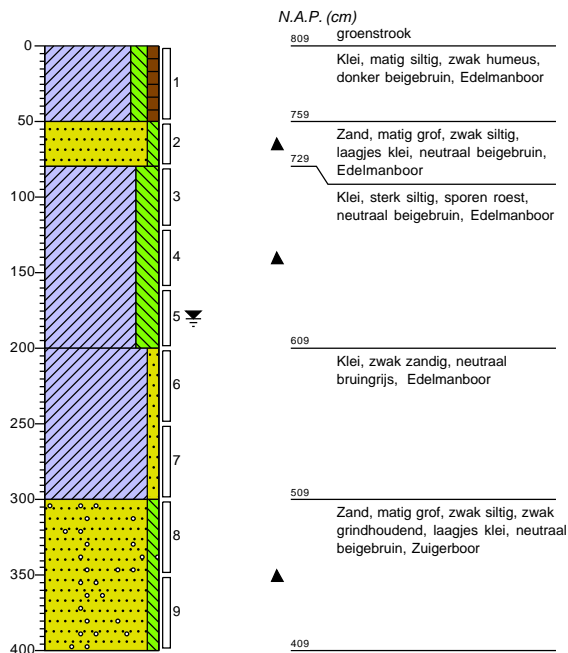 N.A.P. (cm)
0
809
groenstrook
Klei, matig siltig, zwak humeus,
donker beigebruin, Edelmanboor
1
50
759
Zand, matig grof, zwak siltig,
laagjes klei, neutraal beigebruin,
Edelmanboor
2
729
Klei, sterk siltig, sporen roest,
neutraal beigebruin, Edelmanboor
3
100
4
150
5
200
609
Klei, zwak zandig, neutraal
bruingrijs, Edelmanboor
6
250
7
300
509
Zand, matig grof, zwak siltig, zwak
grindhoudend, laagjes klei, neutraal
beigebruin, Zuigerboor
8
350
9
400
409